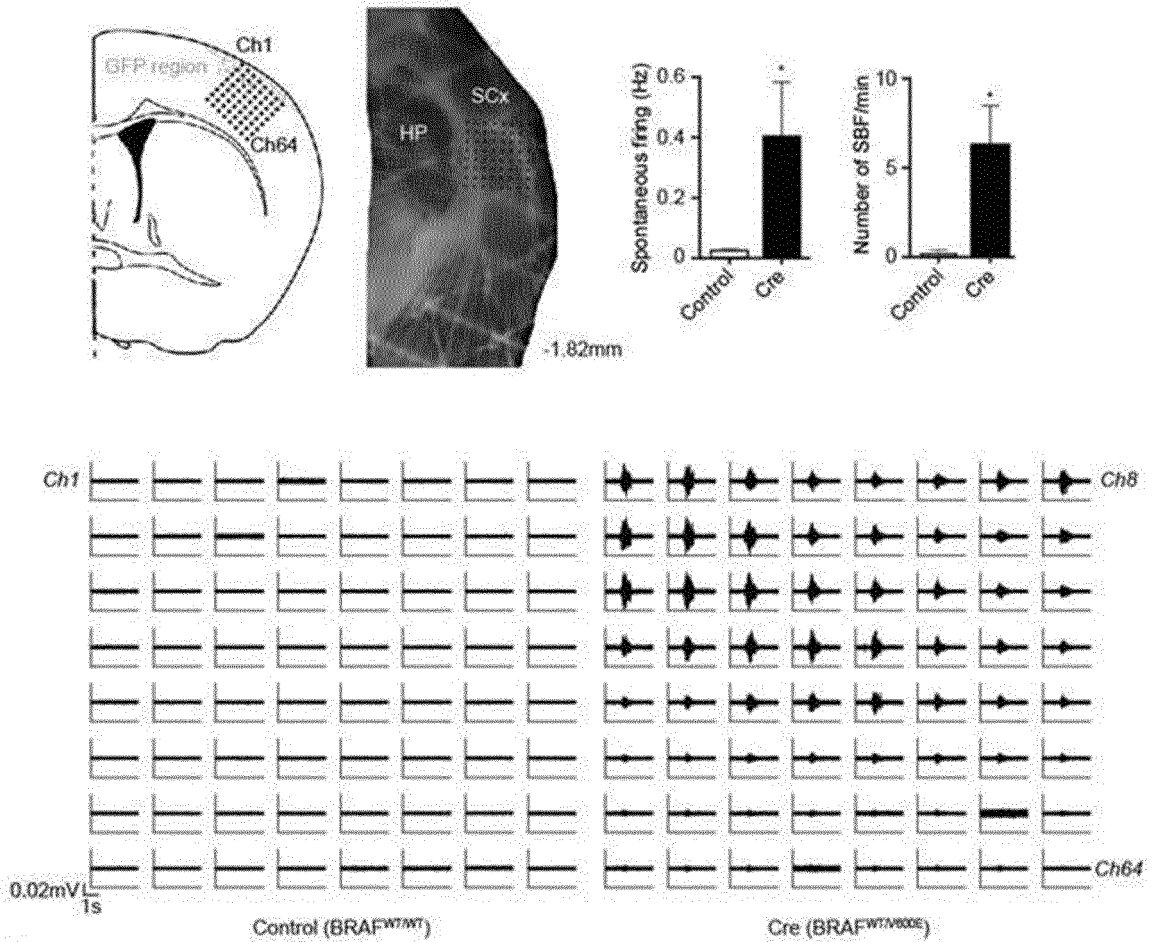 GFP region
Ch1
Ch64
SCx
HP
-1.82mm
Spontaneous firing (Hz)
0.6
0.4
0.2
0
Control
Cre
*
Number of SBF/min
10
5
0
Control
Cre
*
Ch1
Ch8
Ch64
0.02mV
1s
Control (BRAF^WT/WT)
Cre (BRAF^WT/V600E)